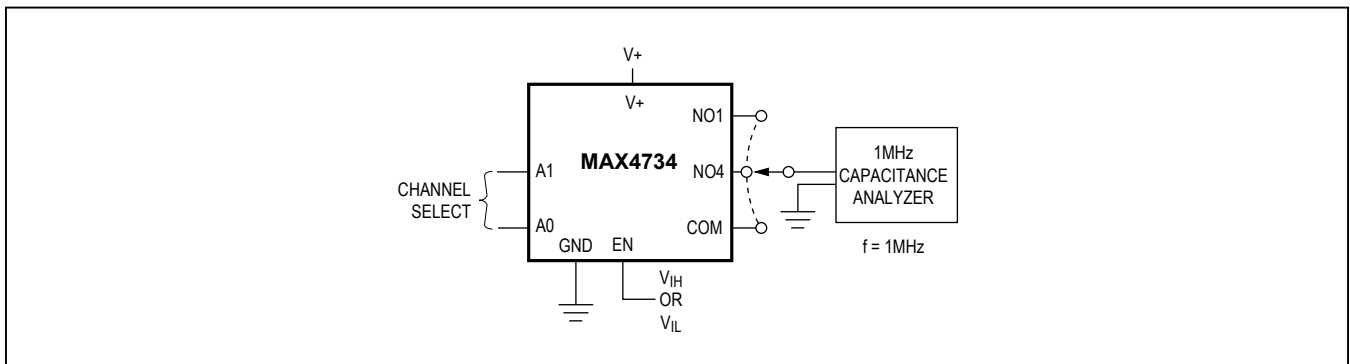 V+
V+
NO1
MAX4734
A1
NO4
1MHz
CAPACITANCE
ANALYZER
CHANNEL
SELECT
A0
COM
GND
EN
f = 1MHz
VIH
OR
VIL